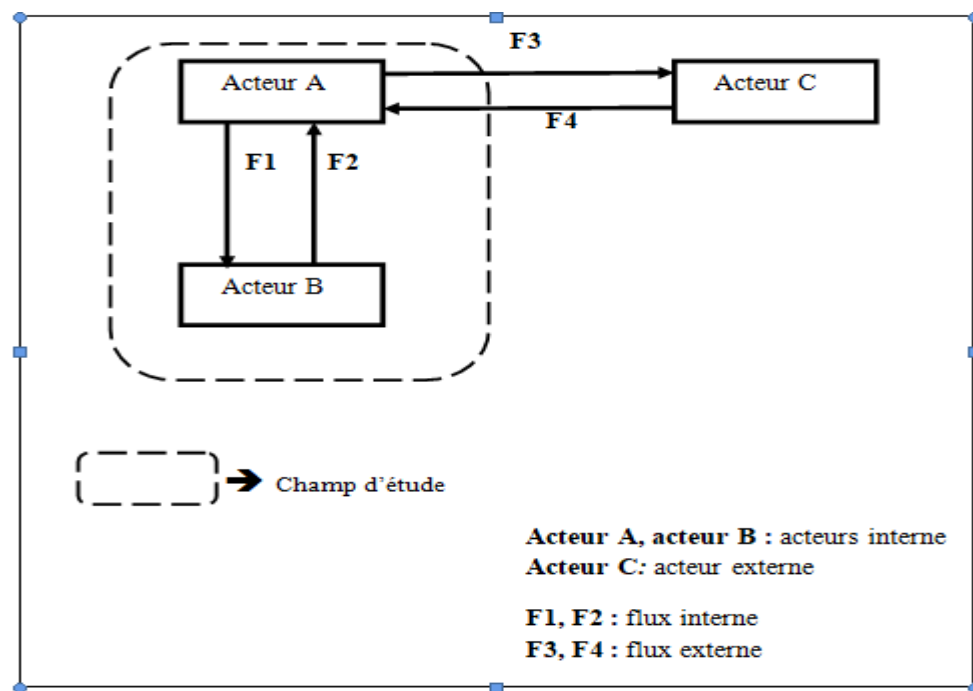 F3
Acteur A
Acteur C
F4
F1
F2
Acteur B
Champ d'étude
Acteur A, acteur B : acteurs interne
Acteur C: acteur externe
F1, F2 : flux interne
F3, F4 : flux externe